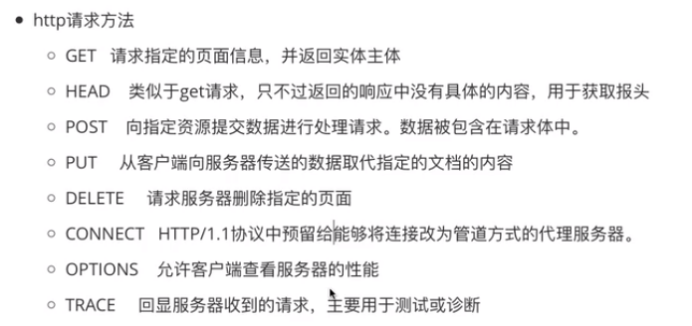 http请求方法
GET 请求指定的页面信息，并返回实体主体
HEAD 类似于get请求，只不过返回的响应中没有具体的内容，用于获取报头
POST 向指定资源提交数据进行处理请求。数据被包含在请求体中。
PUT 从客户端向服务器传送的数据取代指定的文档的内容
DELETE 请求服务器删除指定的页面
CONNECT HTTP/1.1协议中预留给能够将连接改为管道方式的代理服务器。
OPTIONS 允许客户端查看服务器的性能
TRACE 回显服务器收到的请求，主要用于测试或诊断